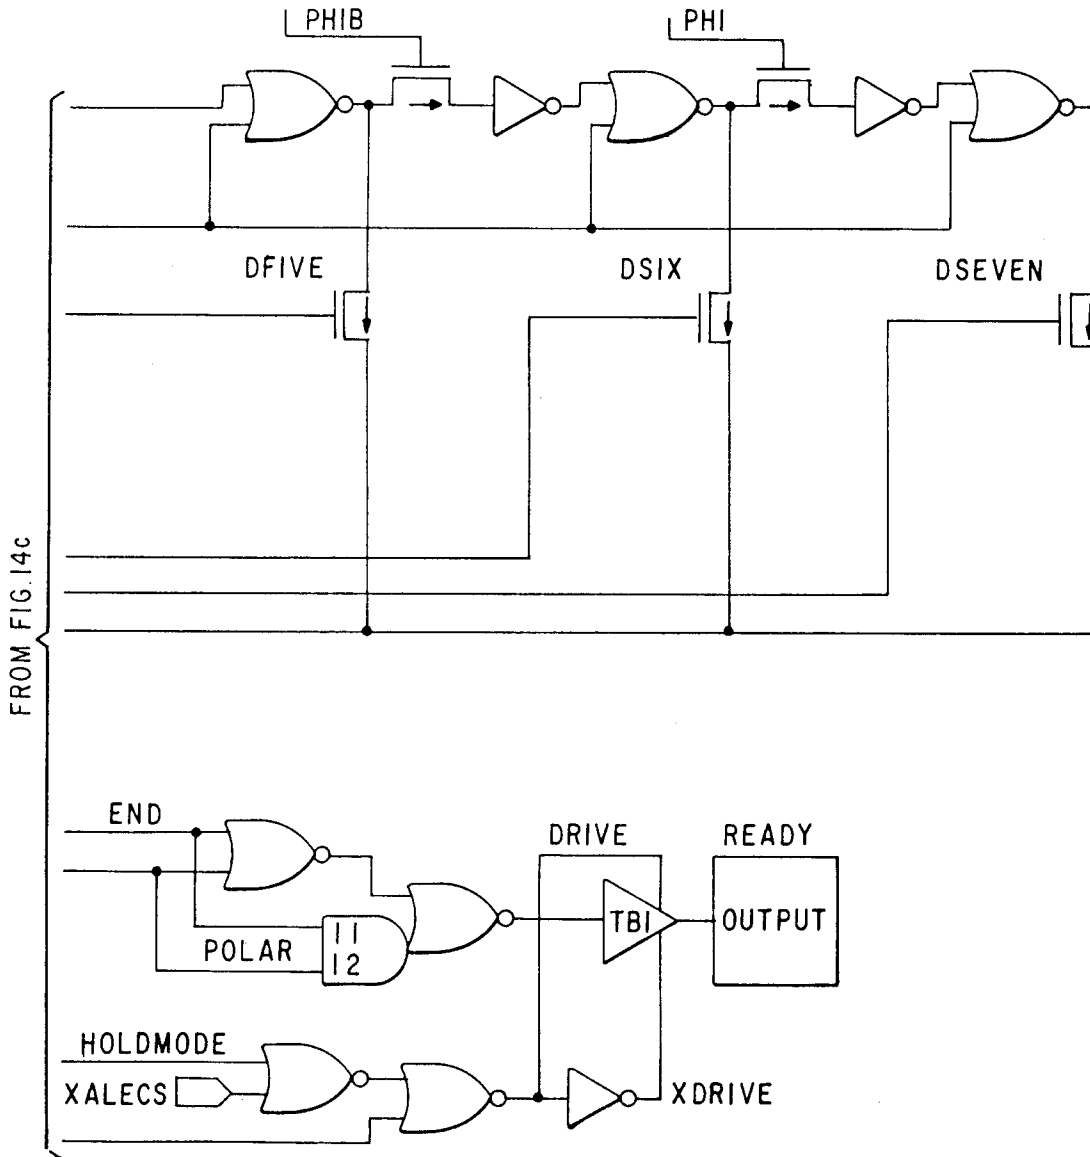 PHIB
PHI
DFIVE
DSIX
DSEVEN
FROM FIG.14c
END
DRIVE
READY
TBI
OUTPUT
POLAR
11
12
HOLDMODE
XALECS
XDRIVE